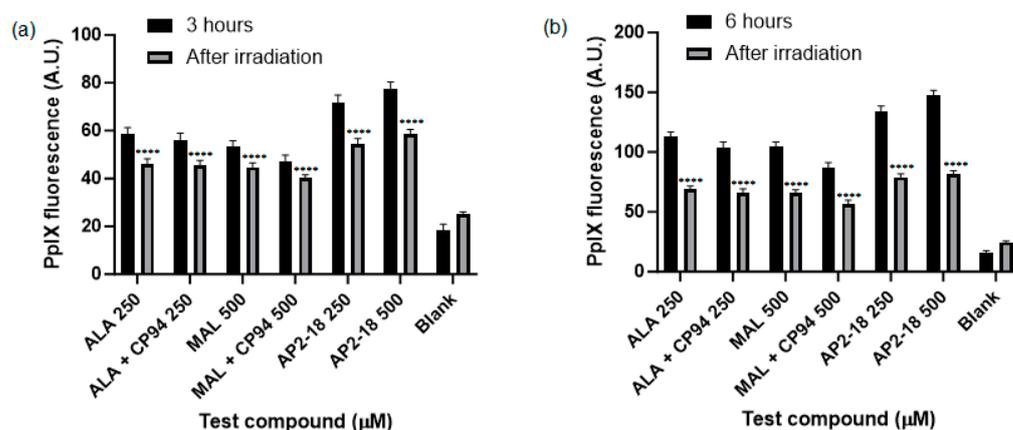 (a)
3 hours
After irradiation
PpIX fluorescence (A.U.)
100
80
60
40
20
0
****
****
****
****
****
****
ALA 250
ALA + CP94 250
MAL 500
MAL + CP94 500
AP2-18 250
AP2-18 500
Blank
Test compound (μM)
(b)
6 hours
After irradiation
PpIX fluorescence (A.U.)
200
150
100
50
0
****
****
****
****
****
****
ALA 250
ALA + CP94 250
MAL 500
MAL + CP94 500
AP2-18 250
AP2-18 500
Blank
Test compound (μM)